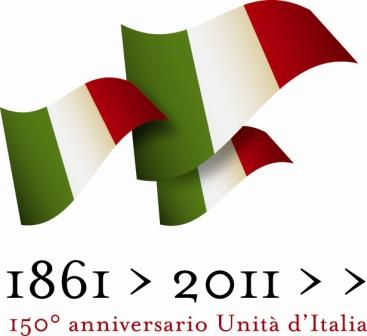 1861 > 2011 > >
150° anniversario Unità d'Italia